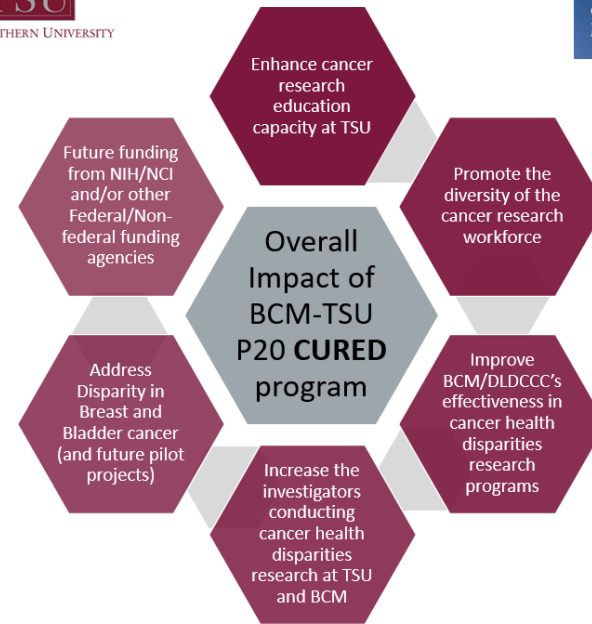 TSU
THERN UNIVERSITY
Enhance cancer
research
education
capacity at TSU
Promote the
diversity of the
cancer research
workforce
Improve
BCM/DLDCCC's
effectiveness in
cancer health
disparities
research
programs
Increase the
investigators
conducting
cancer health
disparities
research at TSU
and BCM
Address
Disparity in
Breast and
Bladder cancer
(and future pilot
projects)
Future funding
from NIH/NCI
and/or other
Federal/Non-
federal funding
agencies
Overall
Impact of
BCM-TSU
P20 CURED
program